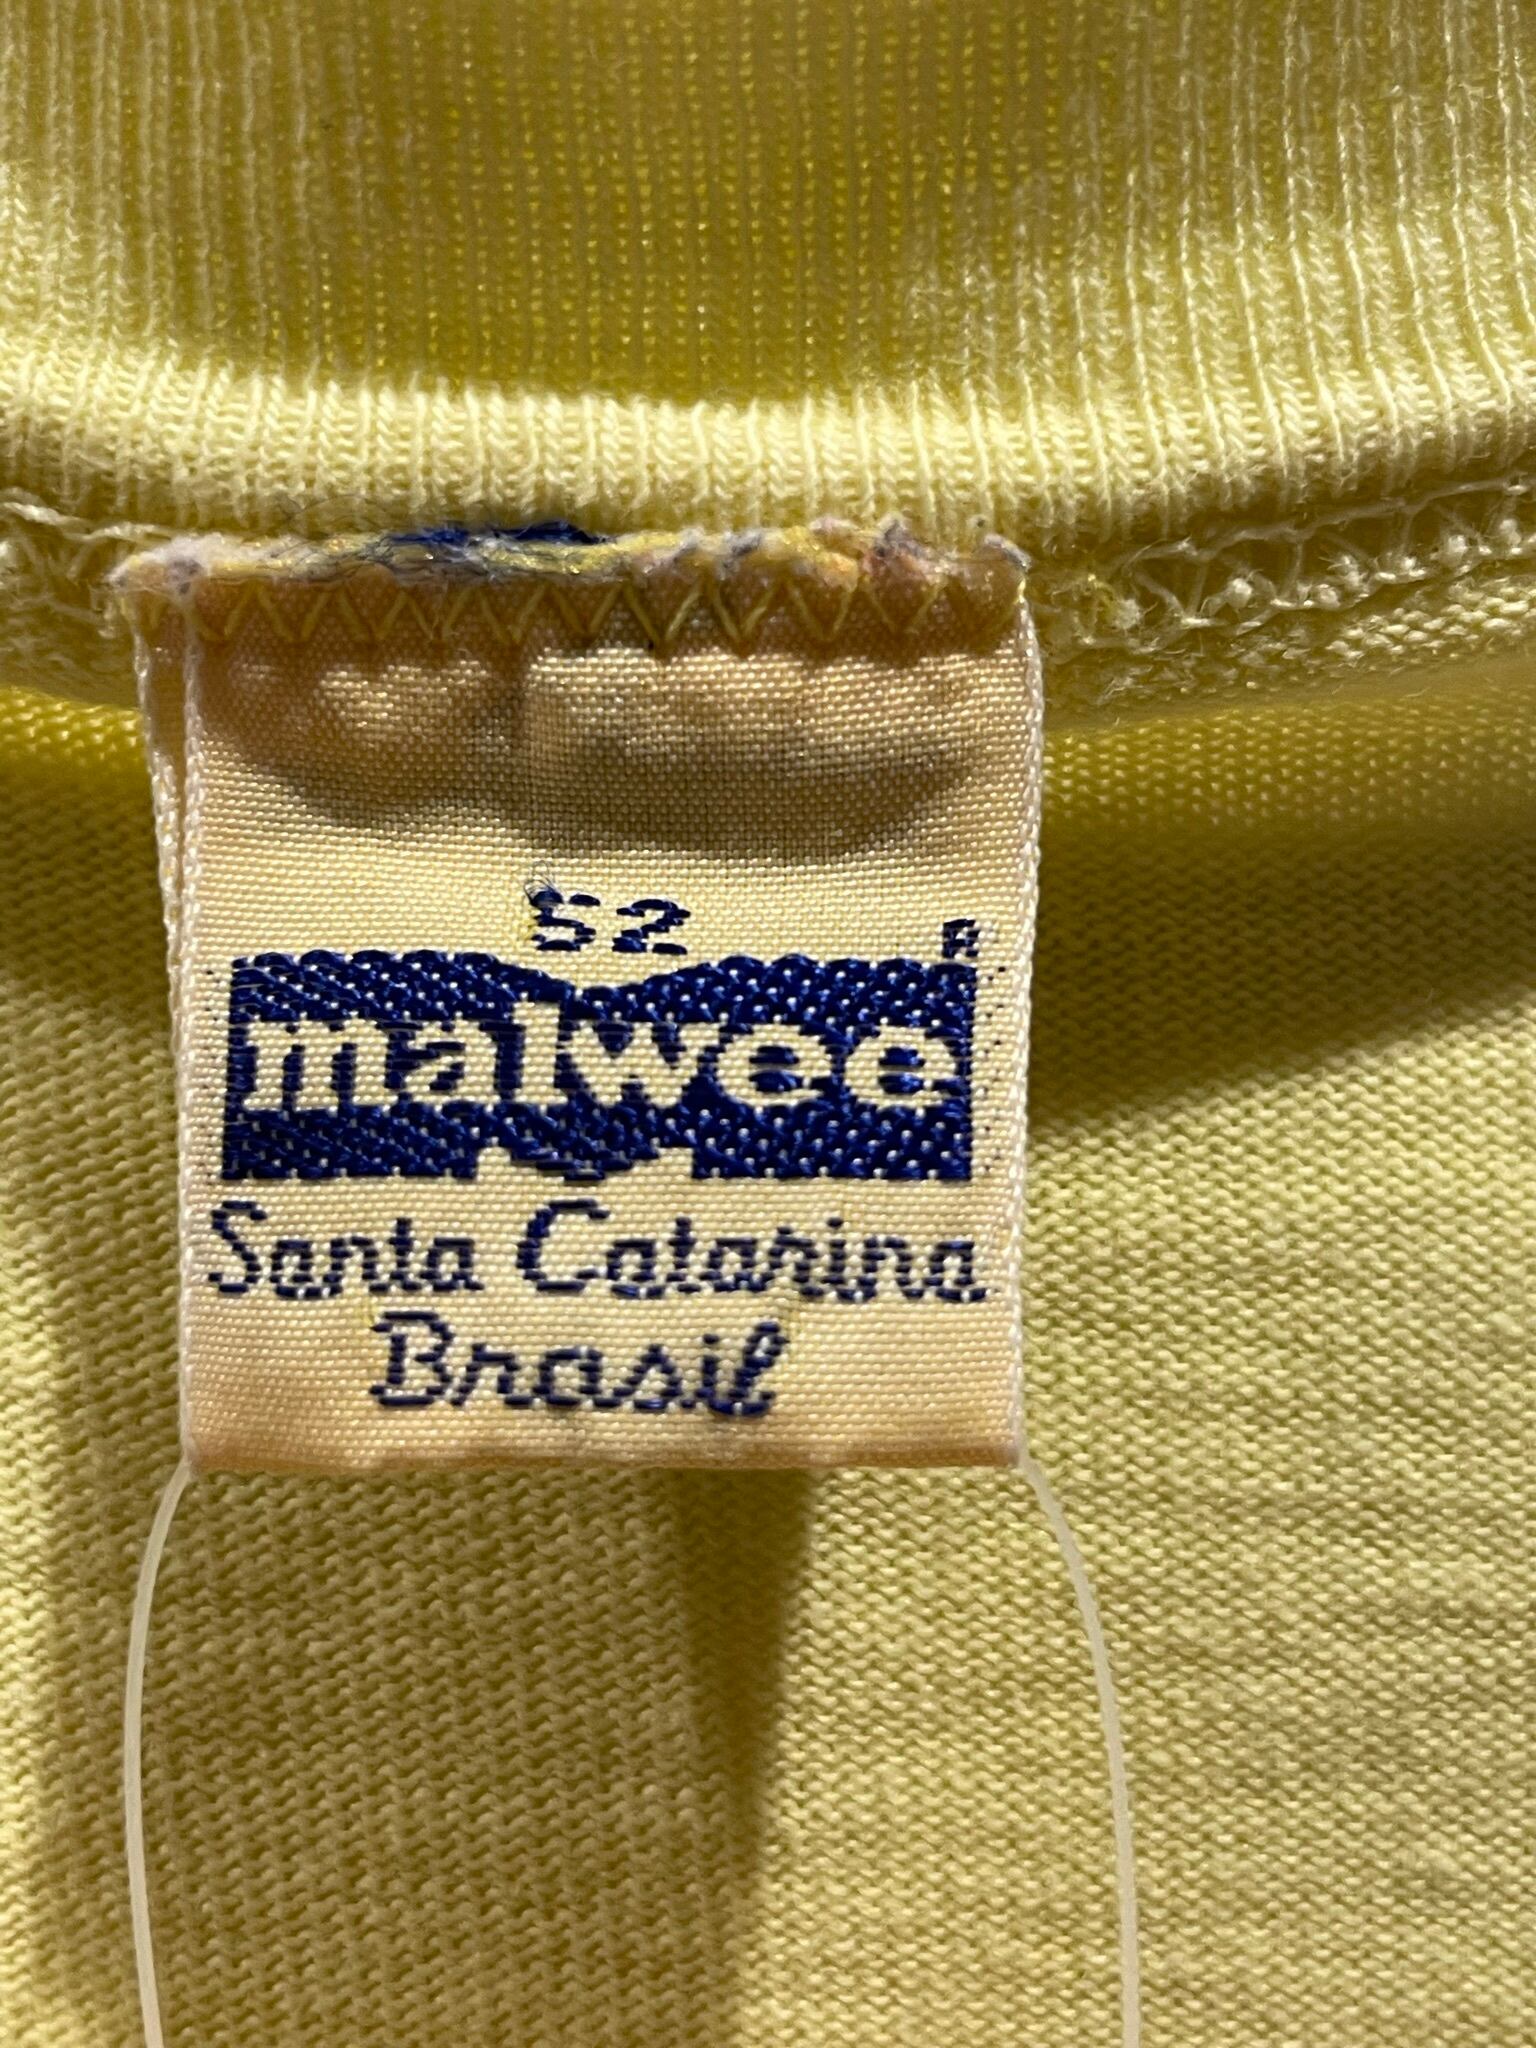 52
malwee
Santa Catarina
Brasil